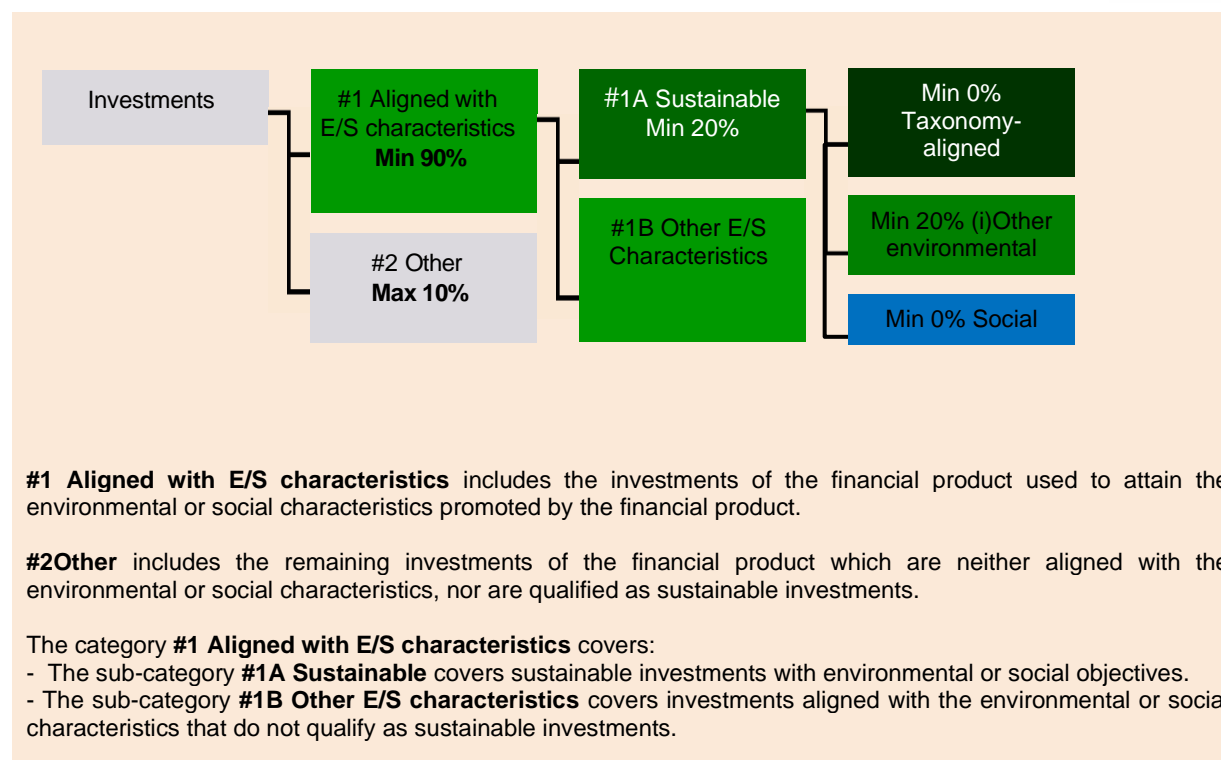 Investments
#1 Aligned with
E/S characteristics
Min 90%
#2 Other
Max 10%
#1A Sustainable
Min 20%
#1B Other E/S
Characteristics
Min 0%
Taxonomy-
aligned
Min 20% (i)Other
environmental
Min 0% Social
#1 Aligned with E/S characteristics includes the investments of the financial product used to attain the
environmental or social characteristics promoted by the financial product.
#2Other includes the remaining investments of the financial product which are neither aligned with the
environmental or social characteristics, nor are qualified as sustainable investments.
The category #1 Aligned with E/S characteristics covers:
- The sub-category #1A Sustainable covers sustainable investments with environmental or social objectives.
- The sub-category #1B Other E/S characteristics covers investments aligned with the environmental or social
characteristics that do not qualify as sustainable investments.